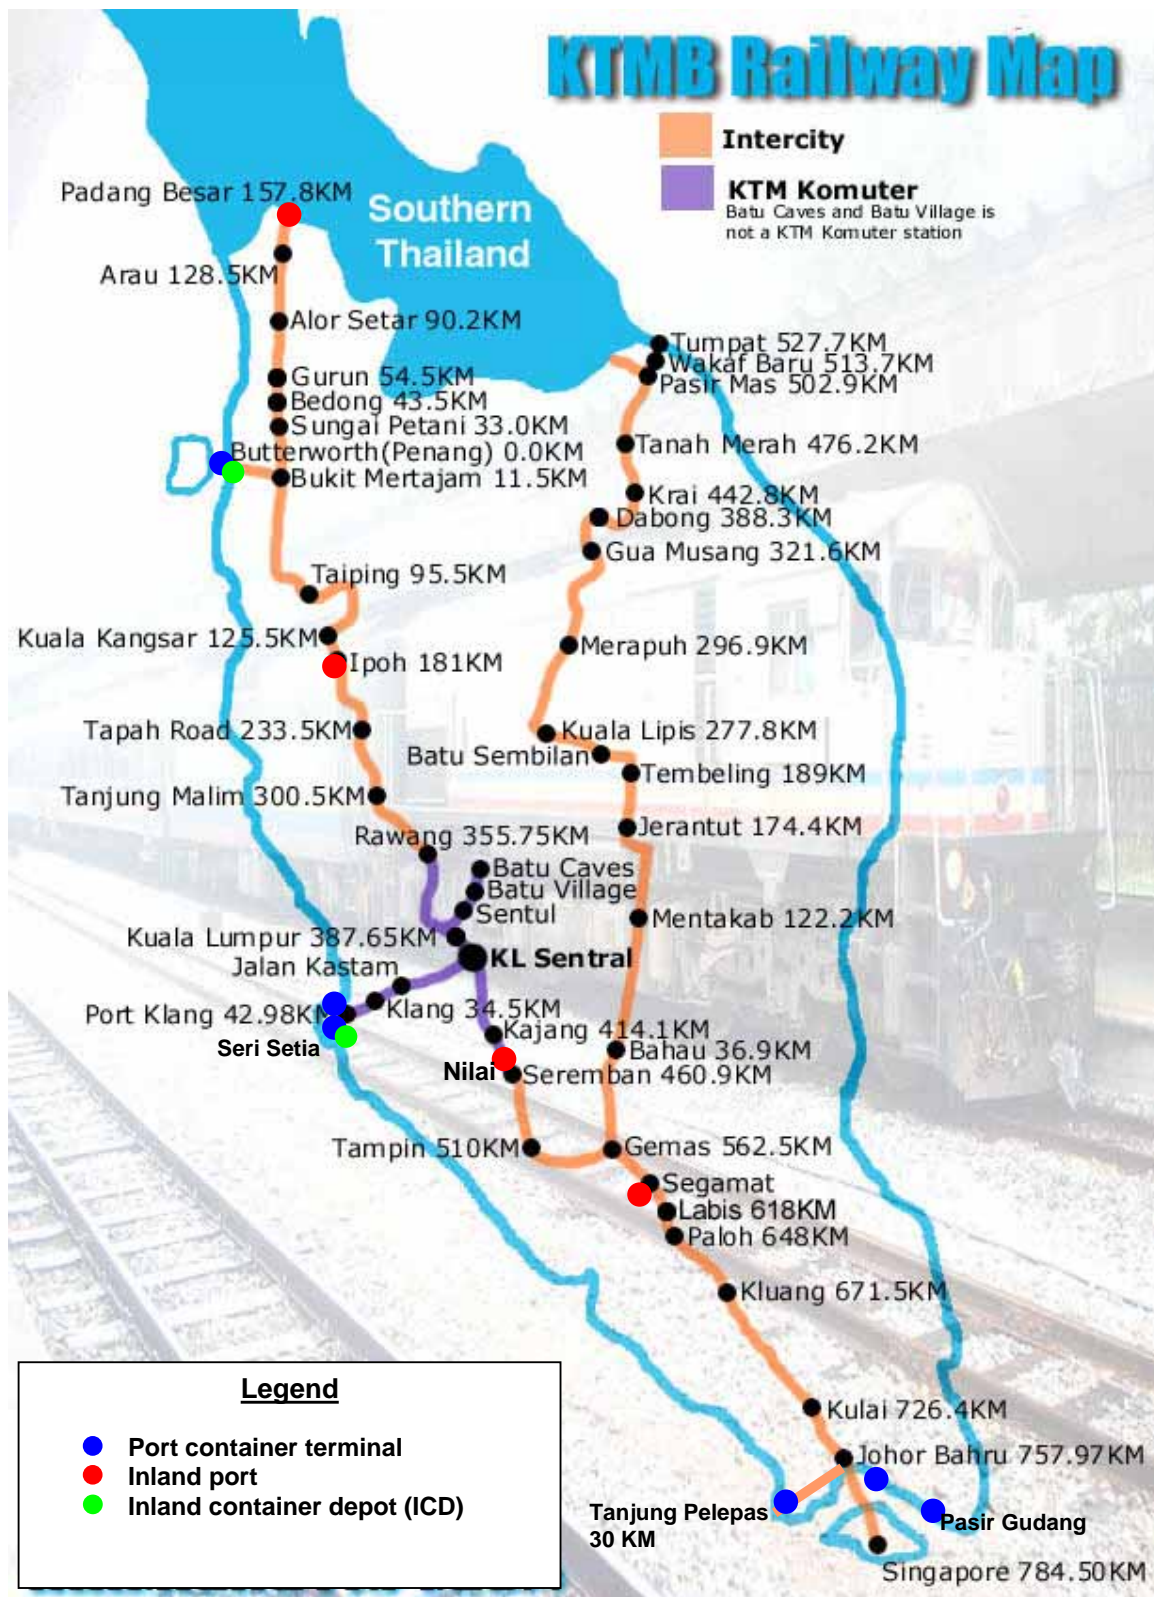 KTMB Railway Map
Intercity
KTM Komuter
Batu Caves and Batu Village is
not a KTM Komuter station
Padang Besar 157.8KM
Southern
Thailand
Arau 128.5KM
Alor Setar 90.2KM
Tumpat 527.7KM
Wakaf Baru 513.7KM
Pasir Mas 502.9KM
Gurun 54.5KM
Bedong 43.5KM
Sungai Petani 33.0KM
Tanah Merah 476.2KM
Butterworth(Penang) 0.0KM
Bukit Mertajam 11.5KM
Krai 442.8KM
Dabong 388.3KM
Gua Musang 321.6KM
Taiping 95.5KM
Kuala Kangsar 125.5KM
Merapuh 296.9KM
Ipoh 181KM
Tapah Road 233.5KM
Kuala Lipis 277.8KM
Batu Sembilan
Tembeling 189KM
Tanjung Malim 300.5KM
Jerantut 174.4KM
Rawang 355.75KM
Batu Caves
Batu Village
Sentul
Mentakab 122.2KM
Kuala Lumpur 387.65KM
KL Sentral
Jalan Kastam
Klang 34.5KM
Port Klang 42.98KM
Kajang 414.1KM
Seri Setia
Bahau 36.9KM
Nilai
Seremban 460.9KM
Tampin 510KM
Gemas 562.5KM
Segamat
Labis 618KM
Paloh 648KM
Kluang 671.5KM
Legend
Port container terminal
Inland port
Inland container depot (ICD)
Kulai 726.4KM
Johor Bahru 757.97KM
Tanjung Pelepas
30 KM
Pasir Gudang
Singapore 784.50KM